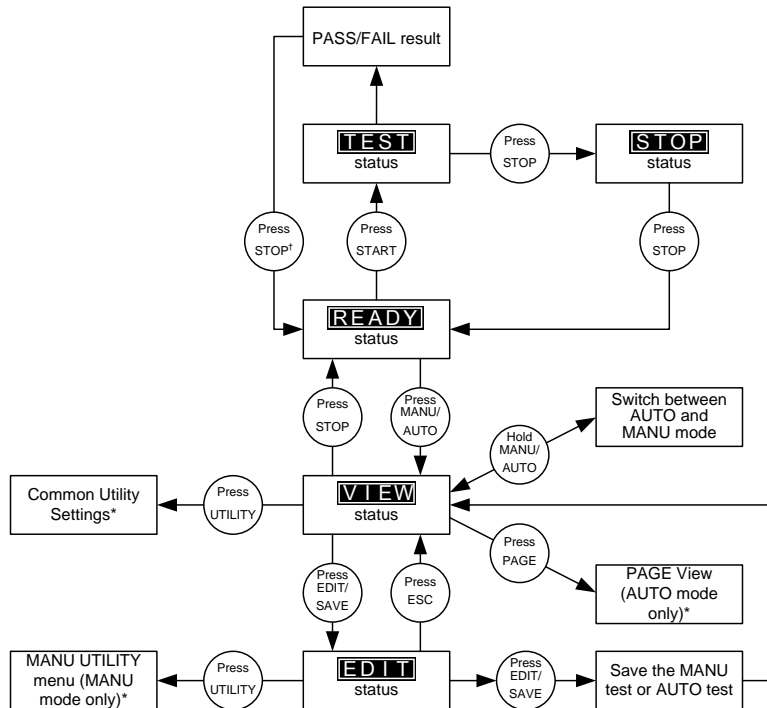 PASS/FAIL result
TEST
status
Press
STOP
STOP
status
Press
STOP†
Press
START
Press
STOP
READY
status
Press
STOP
Press
MANU/
AUTO
Switch between
AUTO and
MANU mode
Hold
MANU/
AUTO
Common Utility
Settings*
Press
UTILITY
VIEW
status
Press
PAGE
Press
EDIT/
SAVE
Press
ESC
PAGE View
(AUTO mode
only)*
MANU UTILITY
menu (MANU
mode only)*
Press
UTILITY
EDIT
status
Press
EDIT/
SAVE
Save the MANU
test or AUTO test